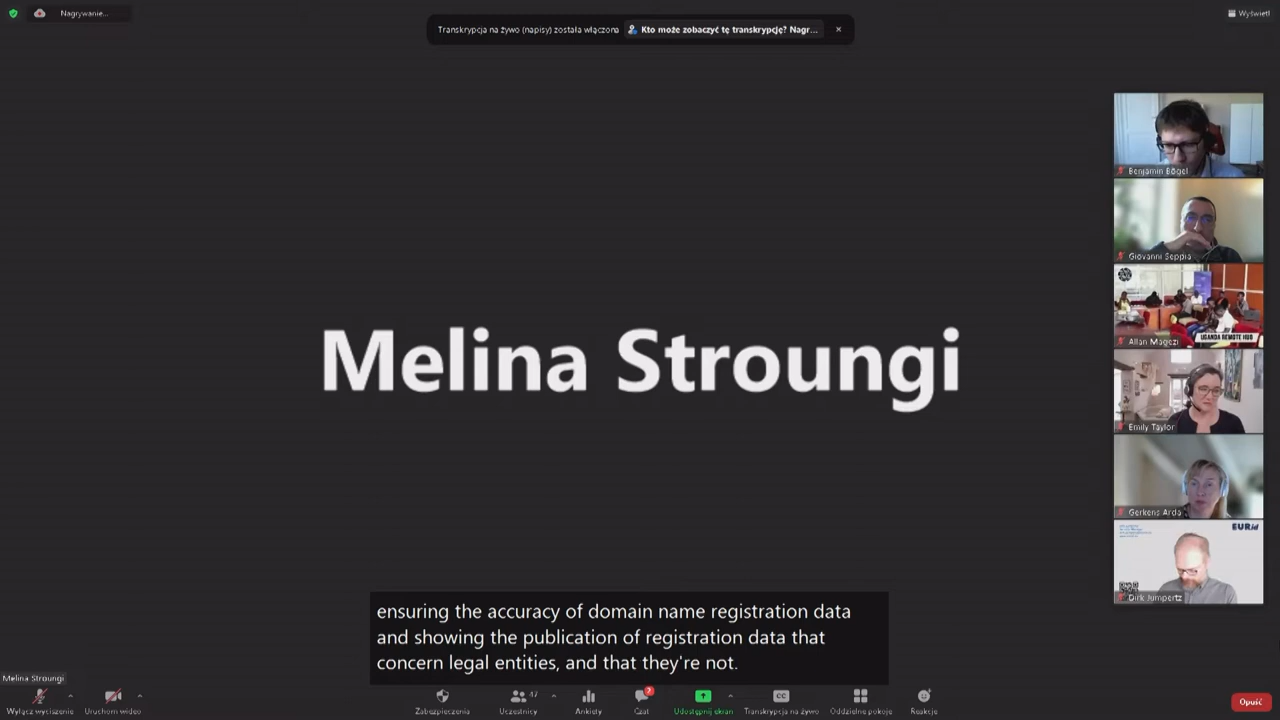 Nagrywanie...
Transkrypcja na żywo (napisy) została włączona
Kto może zobaczyć tę transkrypcję? Nagr...
Wyświetl
Benjamin Bögel
Giovanni Seppia
UGANDA REMOTE HUB
Allan Magezi
Emily Taylor
Gerkens Arda
EURid
Dirk Jumpertz
Melina Stroungi
ensuring the accuracy of domain name registration data
and showing the publication of registration data that
concern legal entities, and that they're not.
Melina Stroungi
Wyłącz wyciszenie
Uruchom wideo
Zabezpieczenia
47
Uczestnicy
Ankiety
7
Czat
Udostępnij ekran
CC
Transkrypcja na żywo
Oddzielne pokoje
Reakcje
Opuść